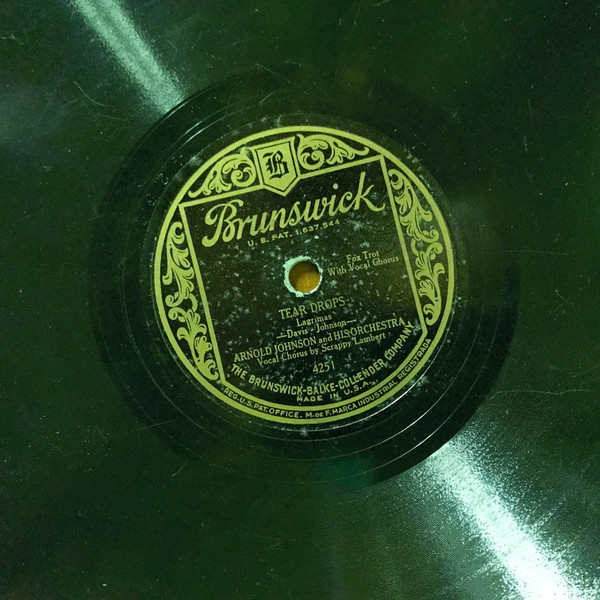 B
Brunswick
U. S. PAT. 1,637,544
Fox Trot
With Vocal Chorus
TEAR DROPS
Lagrimas
—Davis - Johnson—
ARNOLD JOHNSON and HIS ORCHESTRA
Vocal Chorus by Scrappy Lambert
4251
THE BRUNSWICK-BALKE-COLLENDER COMPANY
MADE IN U.S.A.
REG. U.S. PAT. OFFICE. M. DE F. MARCA INDUSTRIAL REGISTRADA